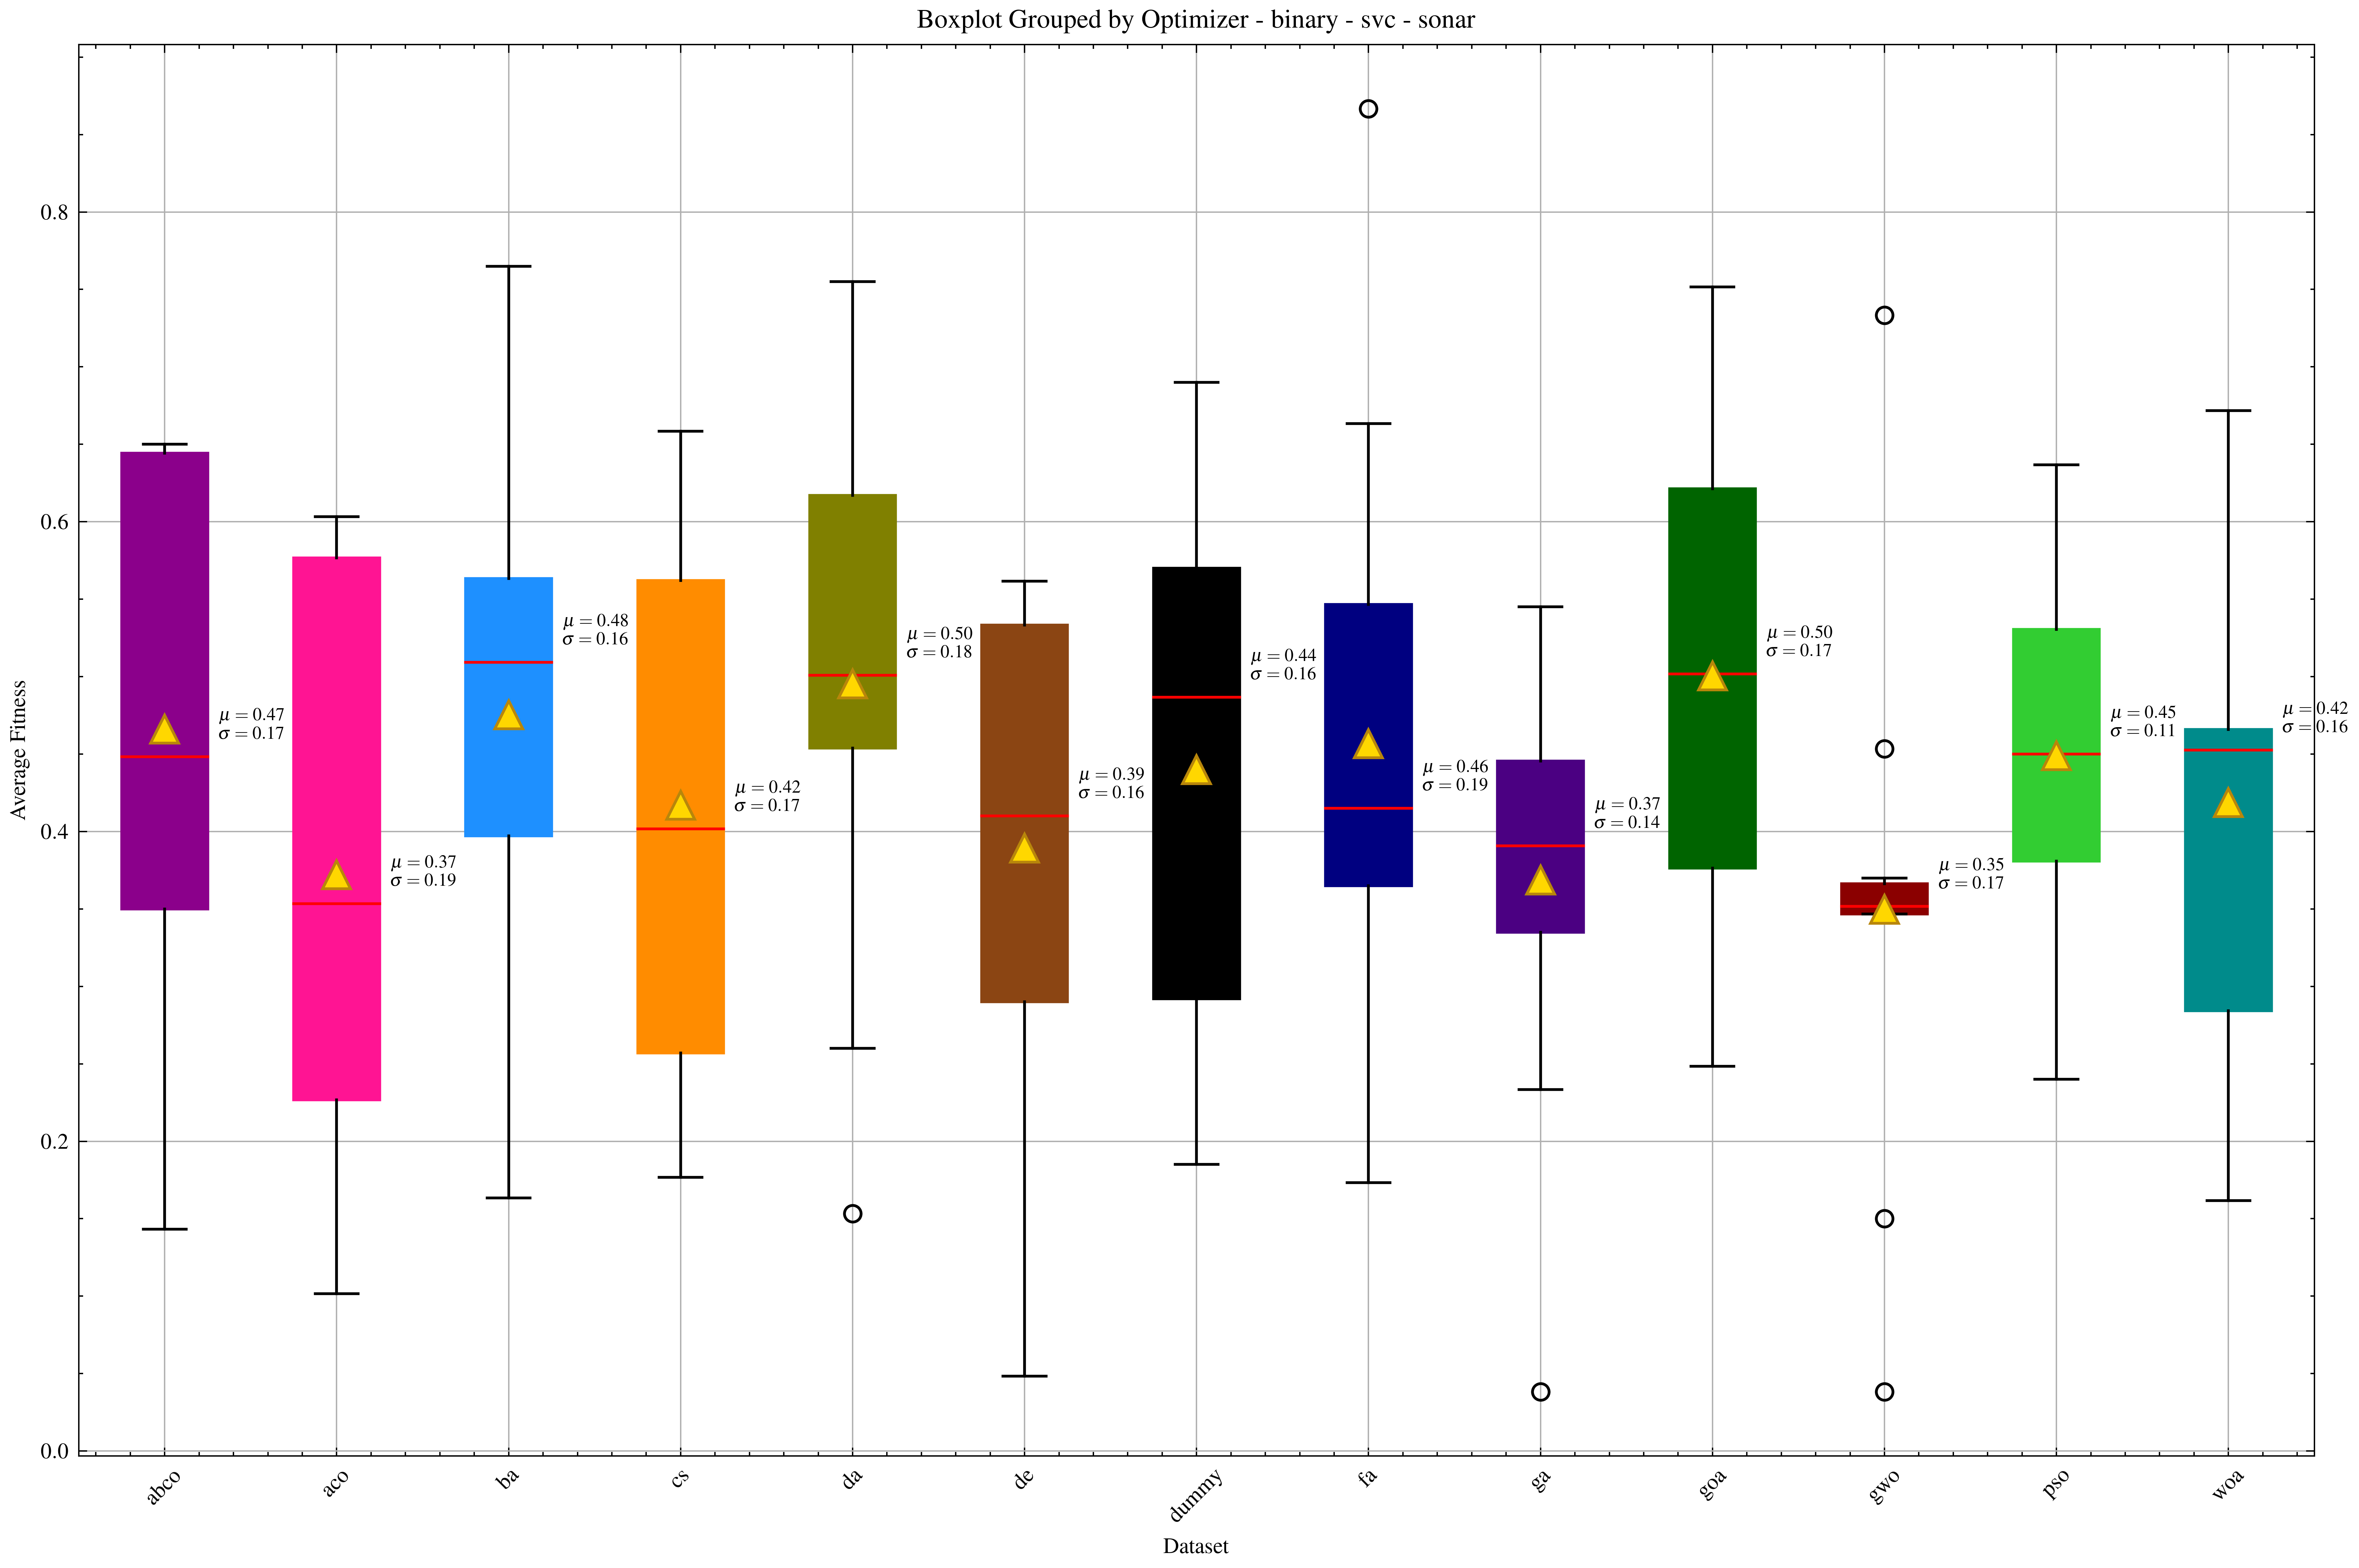 Boxplot Grouped by Optimizer - binary - svc - sonar
Average Fitness
0.8
0.6
0.4
0.2
0.0
μ = 0.47
σ = 0.17
μ = 0.37
σ = 0.19
μ = 0.48
σ = 0.16
μ = 0.42
σ = 0.17
μ = 0.50
σ = 0.18
μ = 0.39
σ = 0.16
μ = 0.44
σ = 0.16
μ = 0.46
σ = 0.19
μ = 0.37
σ = 0.14
μ = 0.50
σ = 0.17
μ = 0.35
σ = 0.17
μ = 0.45
σ = 0.11
μ = 0.42
σ = 0.16
abco
aco
ba
cs
da
de
dummy
fa
ga
goa
gwo
pso
woa
Dataset